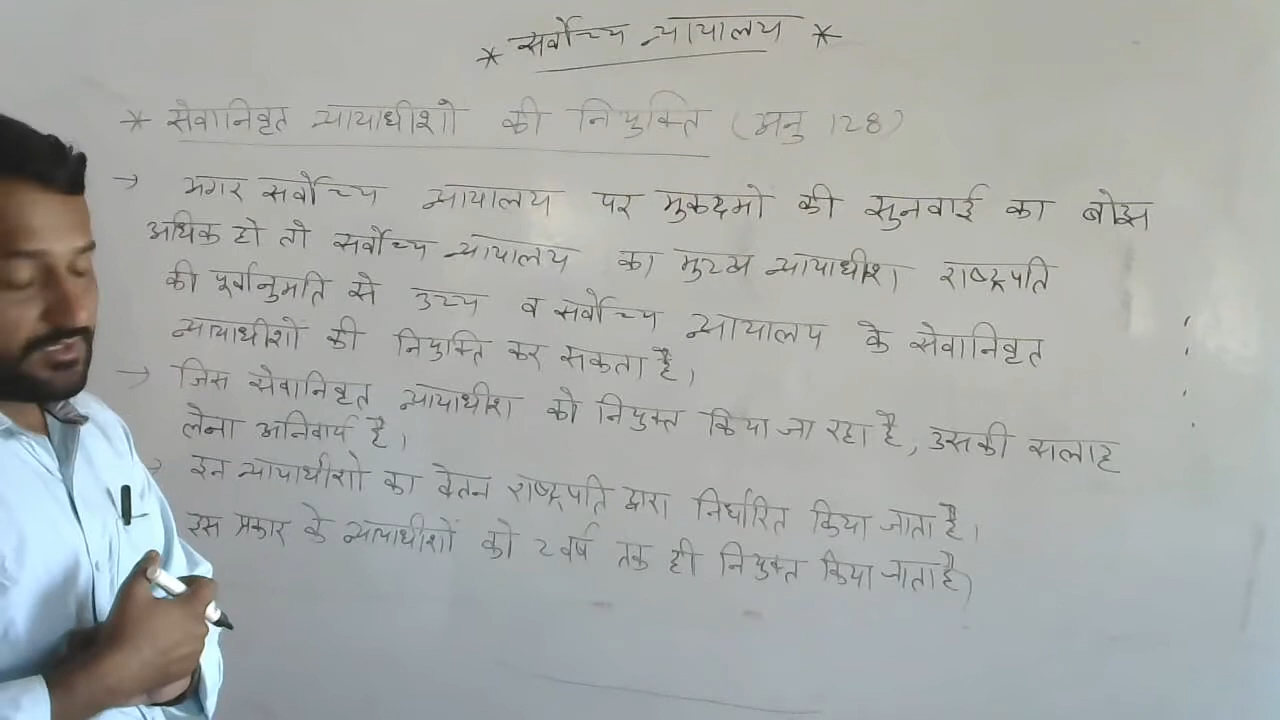 * सर्वोच्च न्यायालय *
* सेवानिवृत न्यायाधीशों की नियुक्ति (अनु 128)
→ अगर सर्वोच्च न्यायालय पर मुकदमों की सुनवाई का बोझ
अधिक हो तो सर्वोच्च न्यायालय का मुख्य न्यायाधीश राष्ट्रपति
की पूर्वानुमति से उच्च व सर्वोच्च न्यायालय के सेवानिवृत
न्यायाधीशों की नियुक्ति कर सकता है।
→ जिस सेवानिवृत न्यायाधीश को नियुक्त किया जा रहा है, उसकी सलाह
लेना अनिवार्य है।
इन न्यायाधीशों का वेतन राष्ट्रपति द्वारा निर्धारित किया जाता है।
इस प्रकार के न्यायाधीशों को 2 वर्ष तक ही नियुक्त किया जाता है।